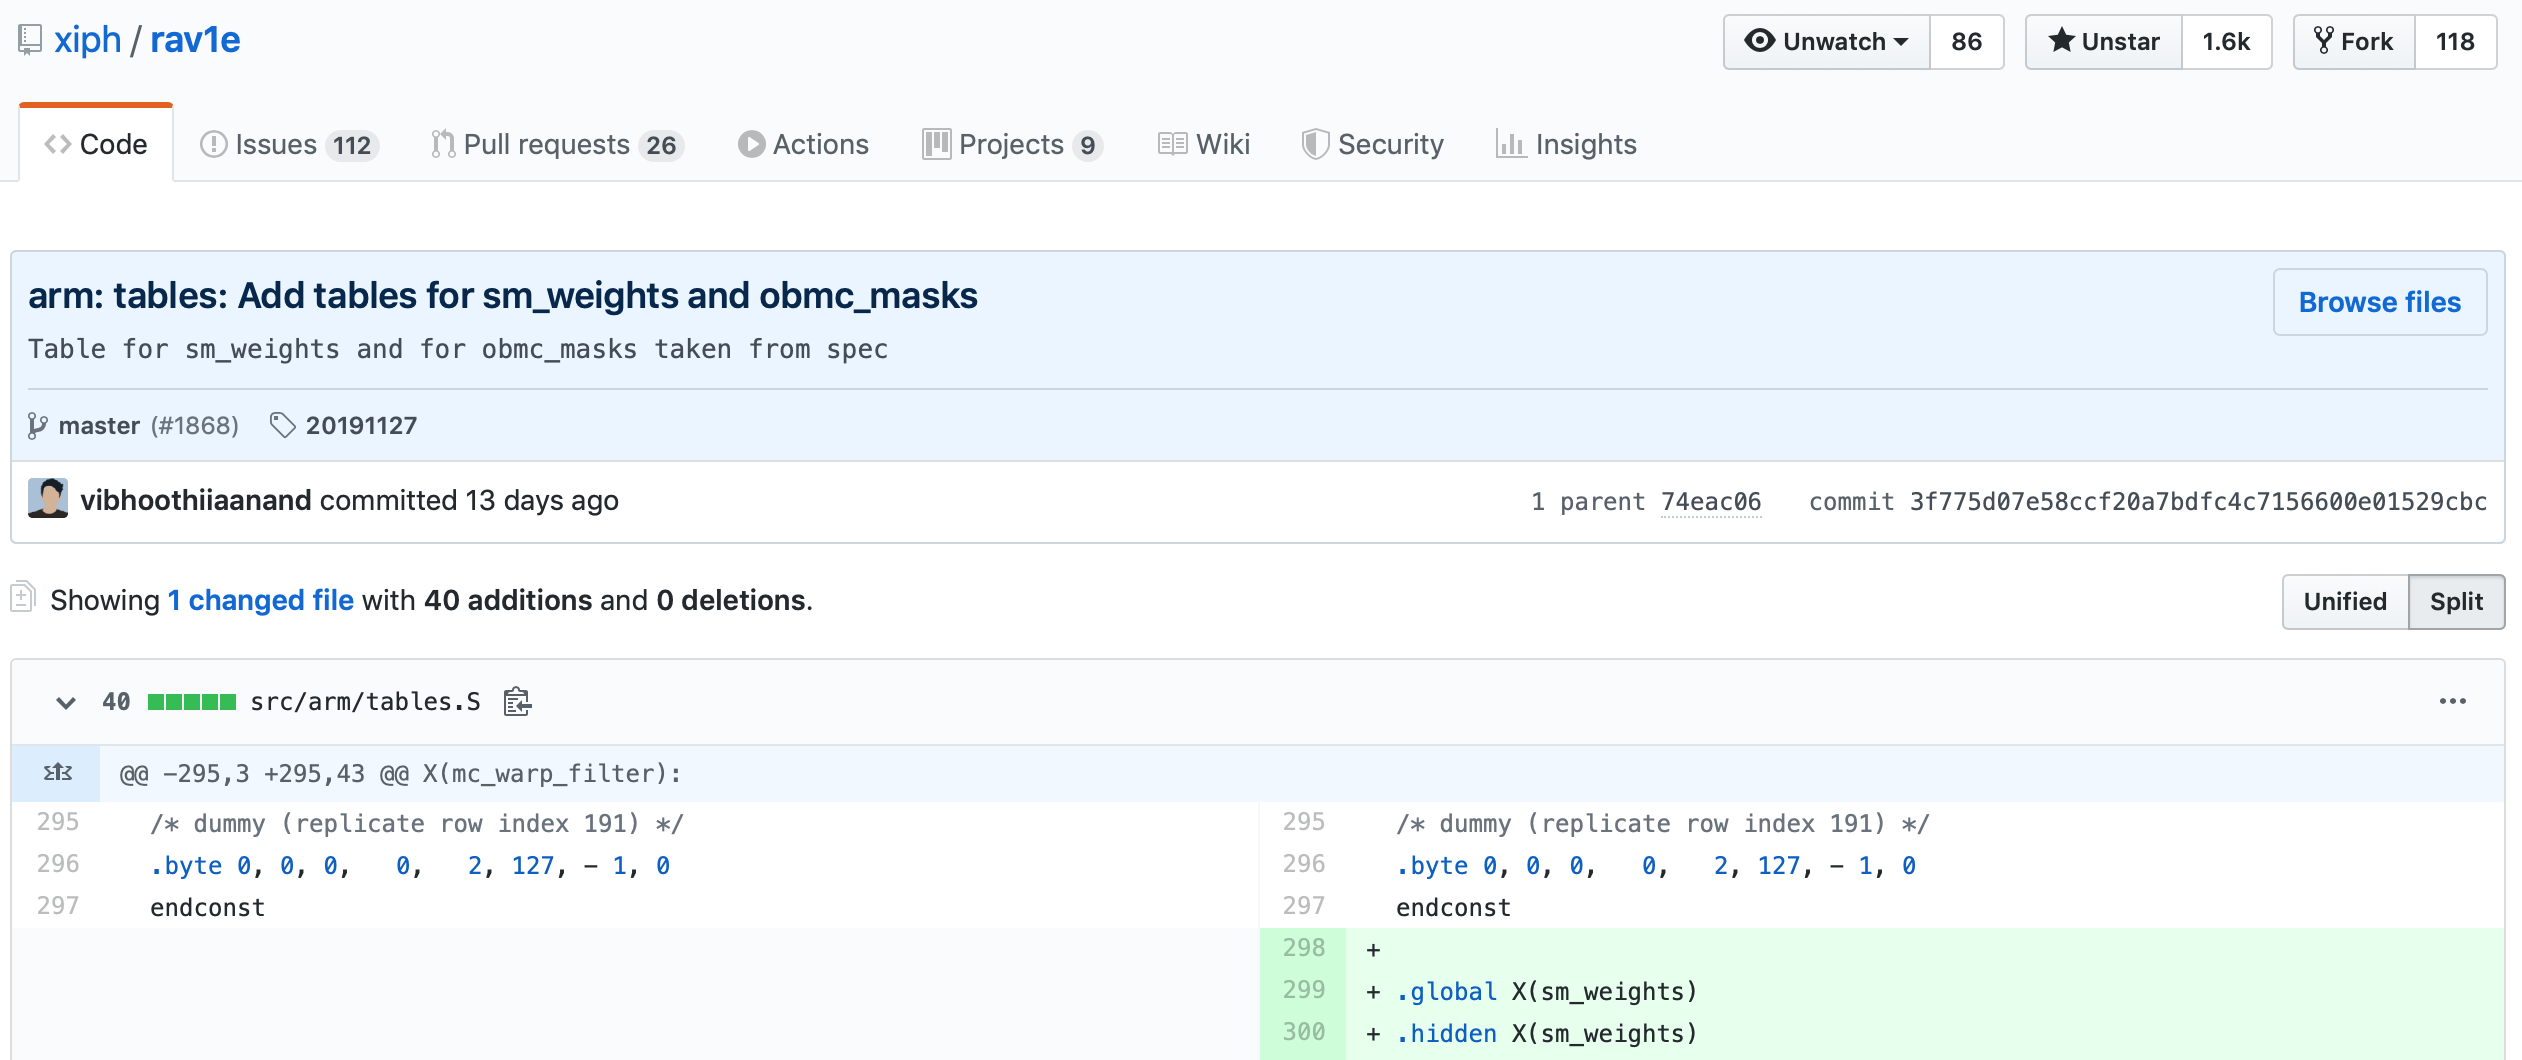 xiph / rav1e
Unwatch 86 Unstar 1.6k Fork 118
Code Issues 112 Pull requests 26 Actions Projects 9 Wiki Security Insights
arm: tables: Add tables for sm_weights and obmc_masks
Browse files
Table for sm_weights and for obmc_masks taken from spec
master (#1868) 20191127
vibhoothiiaanand committed 13 days ago 1 parent 74eac06 commit 3f775d07e58ccf20a7bdfc4c7156600e01529cbc
Showing 1 changed file with 40 additions and 0 deletions.
Unified Split
40 src/arm/tables.S
@@ -295,3 +295,43 @@ X(mc_warp_filter):
295 /* dummy (replicate row index 191) */ 295 /* dummy (replicate row index 191) */
296 .byte 0, 0, 0, 0, 2, 127, - 1, 0 296 .byte 0, 0, 0, 0, 2, 127, - 1, 0
297 endconst 297 endconst
298 +
299 + .global X(sm_weights)
300 + .hidden X(sm_weights)